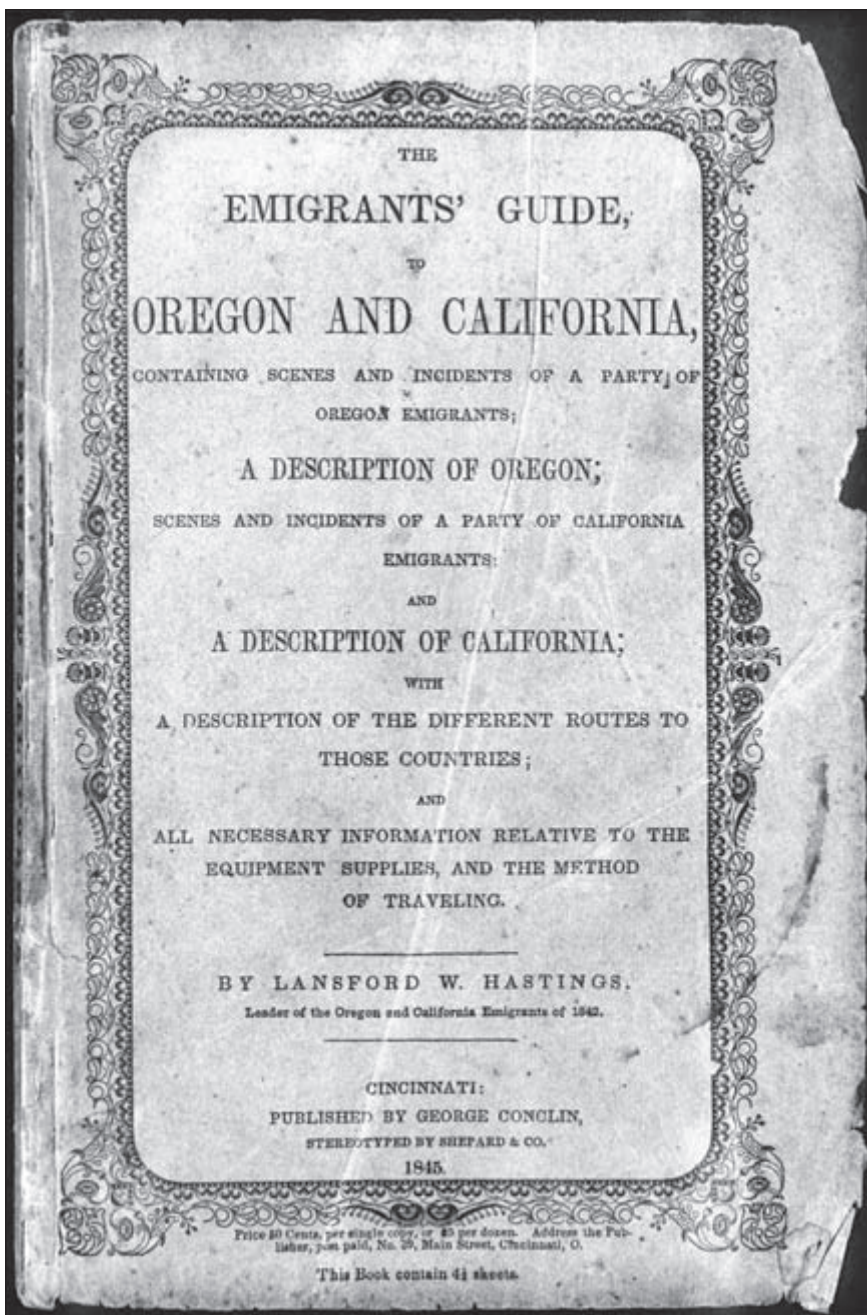 THE
EMIGRANTS' GUIDE,
TO
OREGON AND CALIFORNIA,
CONTAINING SCENES AND INCIDENTS OF A PARTY OF
OREGON EMIGRANTS;
A DESCRIPTION OF OREGON;
SCENES AND INCIDENTS OF A PARTY OF CALIFORNIA
EMIGRANTS:
AND
A DESCRIPTION OF CALIFORNIA;
WITH
A DESCRIPTION OF THE DIFFERENT ROUTES TO
THOSE COUNTRIES;
AND
ALL NECESSARY INFORMATION RELATIVE TO THE
EQUIPMENT SUPPLIES, AND THE METHOD
OF TRAVELING.
BY LANSFORD W. HASTINGS,
Leader of the Oregon and California Emigrants of 1842.
CINCINNATI:
PUBLISHED BY GEORGE CONCLIN,
STEREOTYPED BY SHEPARD & CO.
1845.
Price 50 Cents, per single copy, or $5 per dozen. Address the Pub-
lisher, post paid, No. 39, Main Street, Cincinnati, O.
This Book contain 4½ sheets.